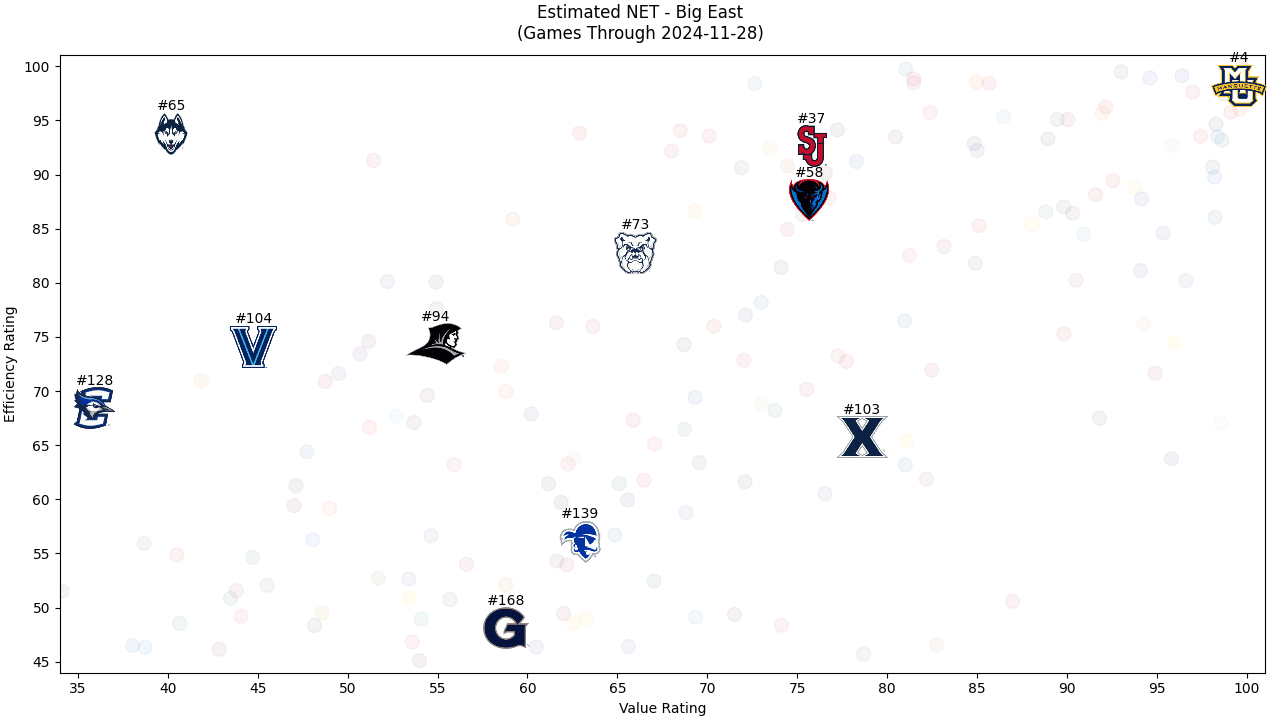 Estimated NET - Big East
(Games Through 2024-11-28)
#4
MARQUETTE
#65
#37
SJ
#58
#73
#104
V
#94
#128
C
#103
X
#139
#168
G
100
95
90
85
80
75
70
65
60
55
50
45
Efficiency Rating
35 40 45 50 55 60 65 70 75 80 85 90 95 100
Value Rating